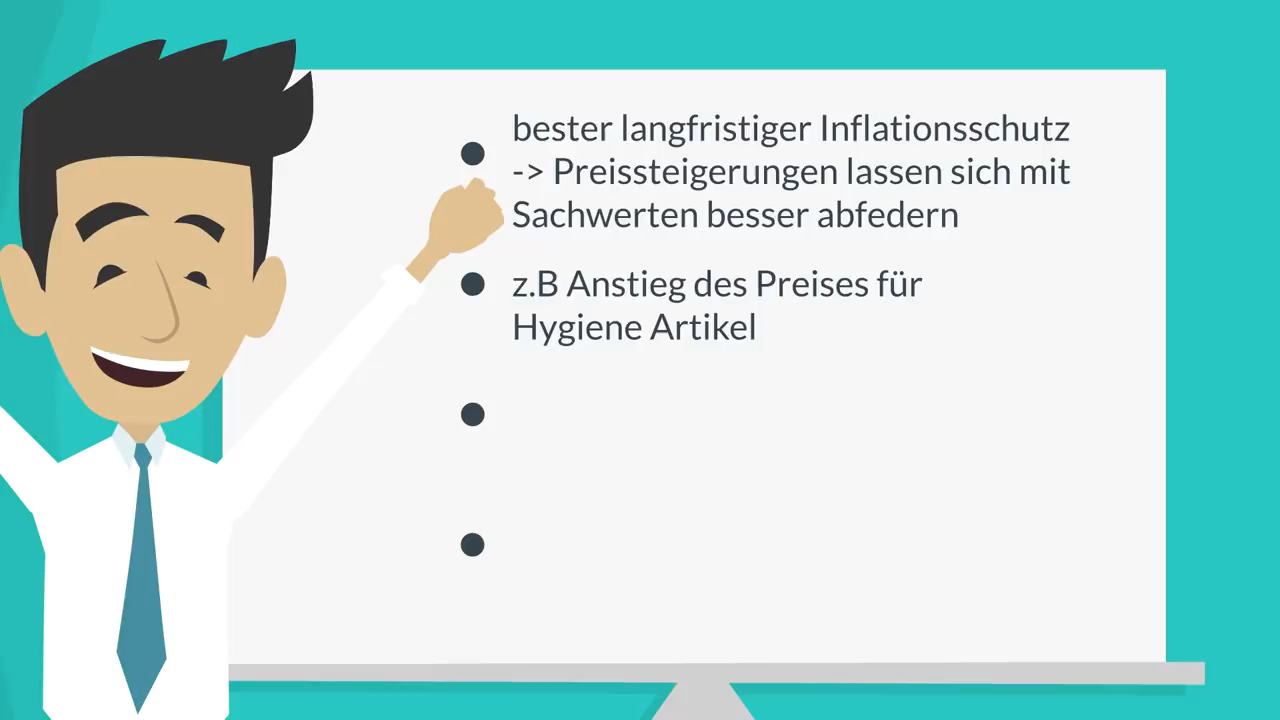 bester langfristiger Inflationsschutz
-> Preissteigerungen lassen sich mit
Sachwerten besser abfedern
z.B Anstieg des Preises für
Hygiene Artikel